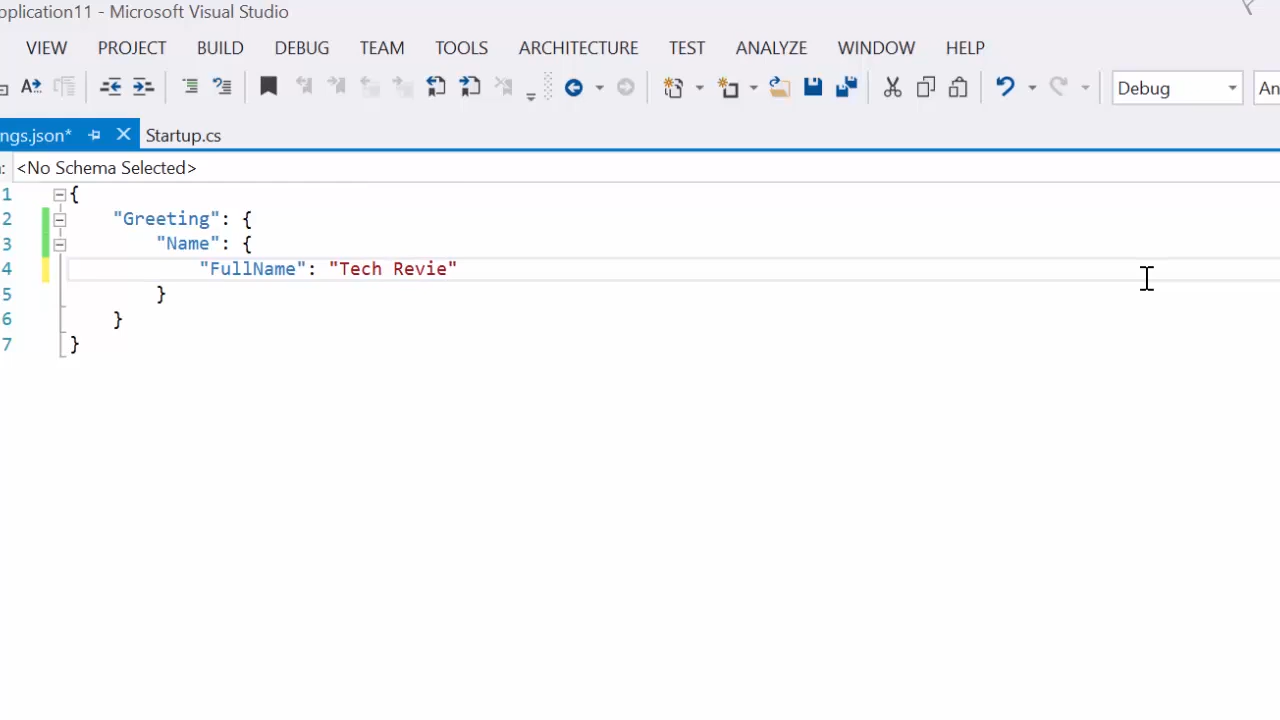 pplication11 - Microsoft Visual Studio
VIEW PROJECT BUILD DEBUG TEAM TOOLS ARCHITECTURE TEST ANALYZE WINDOW HELP
Debug An
ngs.json* Startup.cs
: <No Schema Selected>
1 {
2 "Greeting": {
3 "Name": {
4 "FullName": "Tech Revie"
5 }
6 }
7 }